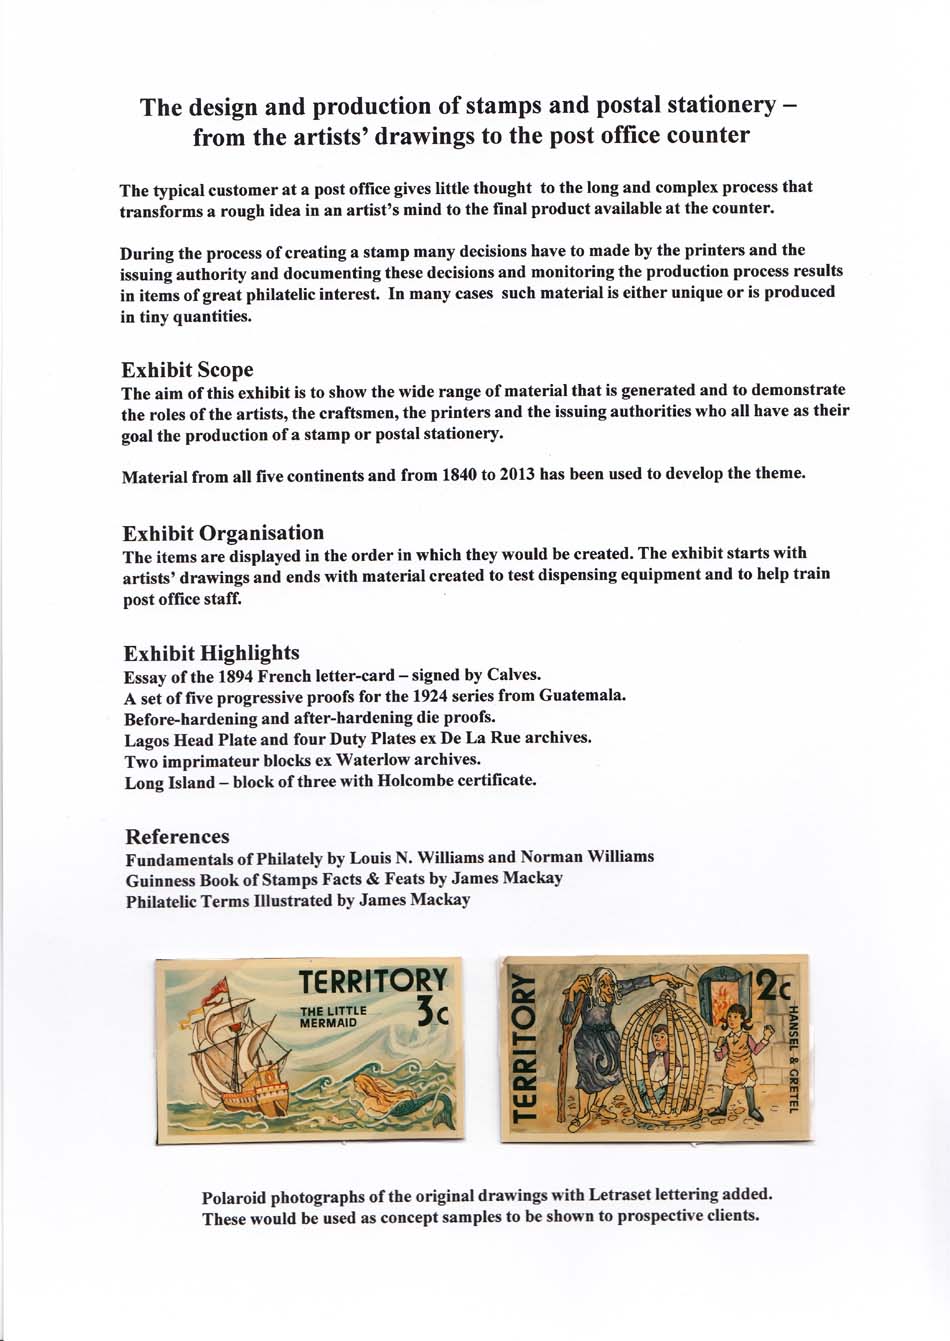 The design and production of stamps and postal stationery –
from the artists' drawings to the post office counter
The typical customer at a post office gives little thought  to the long and complex process that
transforms a rough idea in an artist's mind to the final product available at the counter.
During the process of creating a stamp many decisions have to made by the printers and the
issuing authority and documenting these decisions and monitoring the production process results
in items of great philatelic interest.  In many cases  such material is either unique or is produced
in tiny quantities.
Exhibit Scope
The aim of this exhibit is to show the wide range of material that is generated and to demonstrate
the roles of the artists, the craftsmen, the printers and the issuing authorities who all have as their
goal the production of a stamp or postal stationery.
Material from all five continents and from 1840 to 2013 has been used to develop the theme.
Exhibit Organisation
The items are displayed in the order in which they would be created. The exhibit starts with
artists' drawings and ends with material created to test dispensing equipment and to help train
post office staff.
Exhibit Highlights
Essay of the 1894 French letter-card – signed by Calves.
A set of five progressive proofs for the 1924 series from Guatemala.
Before-hardening and after-hardening die proofs.
Lagos Head Plate and four Duty Plates ex De La Rue archives.
Two imprimateur blocks ex Waterlow archives.
Long Island – block of three with Holcombe certificate.
References
Fundamentals of Philately by Louis N. Williams and Norman Williams
Guinness Book of Stamps Facts & Feats by James Mackay
Philatelic Terms Illustrated by James Mackay
TERRITORY
THE LITTLE
MERMAID
3c
TERRITORY
12c
HANSEL & GRETEL
Polaroid photographs of the original drawings with Letraset lettering added.
These would be used as concept samples to be shown to prospective clients.